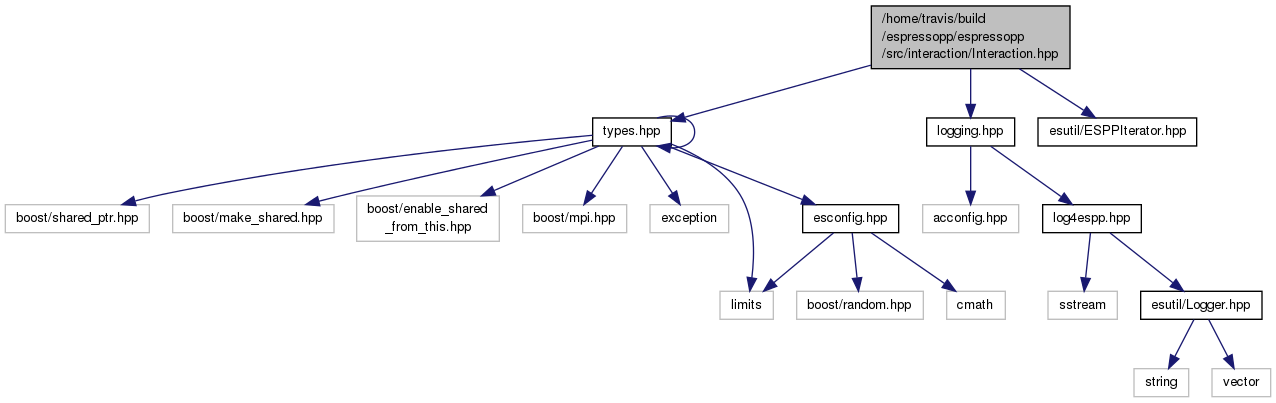 /home/travis/build
/espressopp/espressopp
/src/interaction/Interaction.hpp
types.hpp
logging.hpp
esutil/ESPPIterator.hpp
boost/shared_ptr.hpp
boost/make_shared.hpp
boost/enable_shared
_from_this.hpp
boost/mpi.hpp
exception
esconfig.hpp
acconfig.hpp
log4espp.hpp
limits
boost/random.hpp
cmath
sstream
esutil/Logger.hpp
string
vector